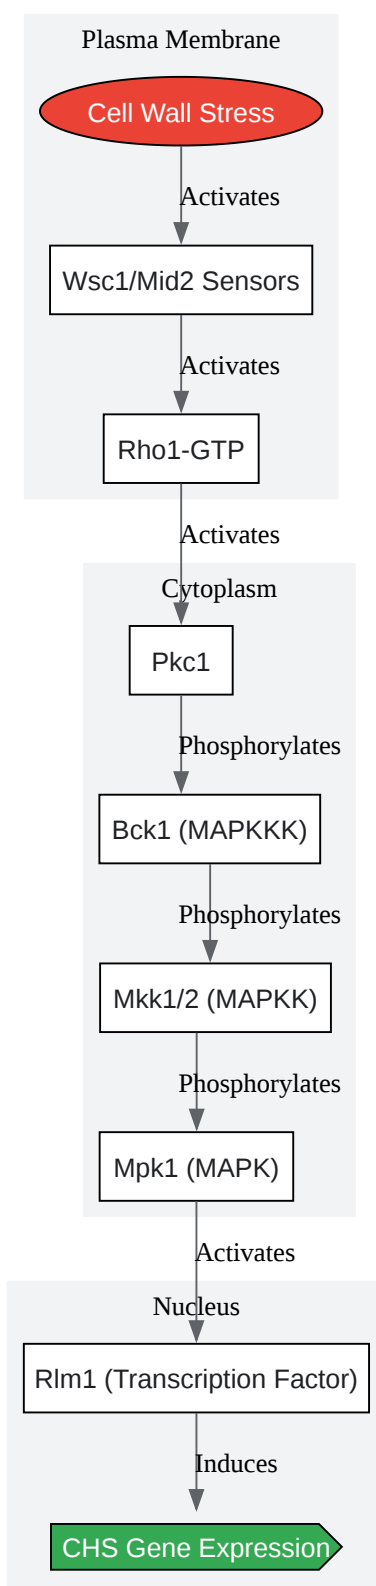 Plasma Membrane
Cell Wall Stress
Activates
Wsc1/Mid2 Sensors
Activates
Rho1-GTP
Activates
Cytoplasm
Pkc1
Phosphorylates
Bck1 (MAPKKK)
Phosphorylates
Mkk1/2 (MAPKK)
Phosphorylates
Mpk1 (MAPK)
Activates
Nucleus
Rlm1 (Transcription Factor)
Induces
CHS Gene Expression